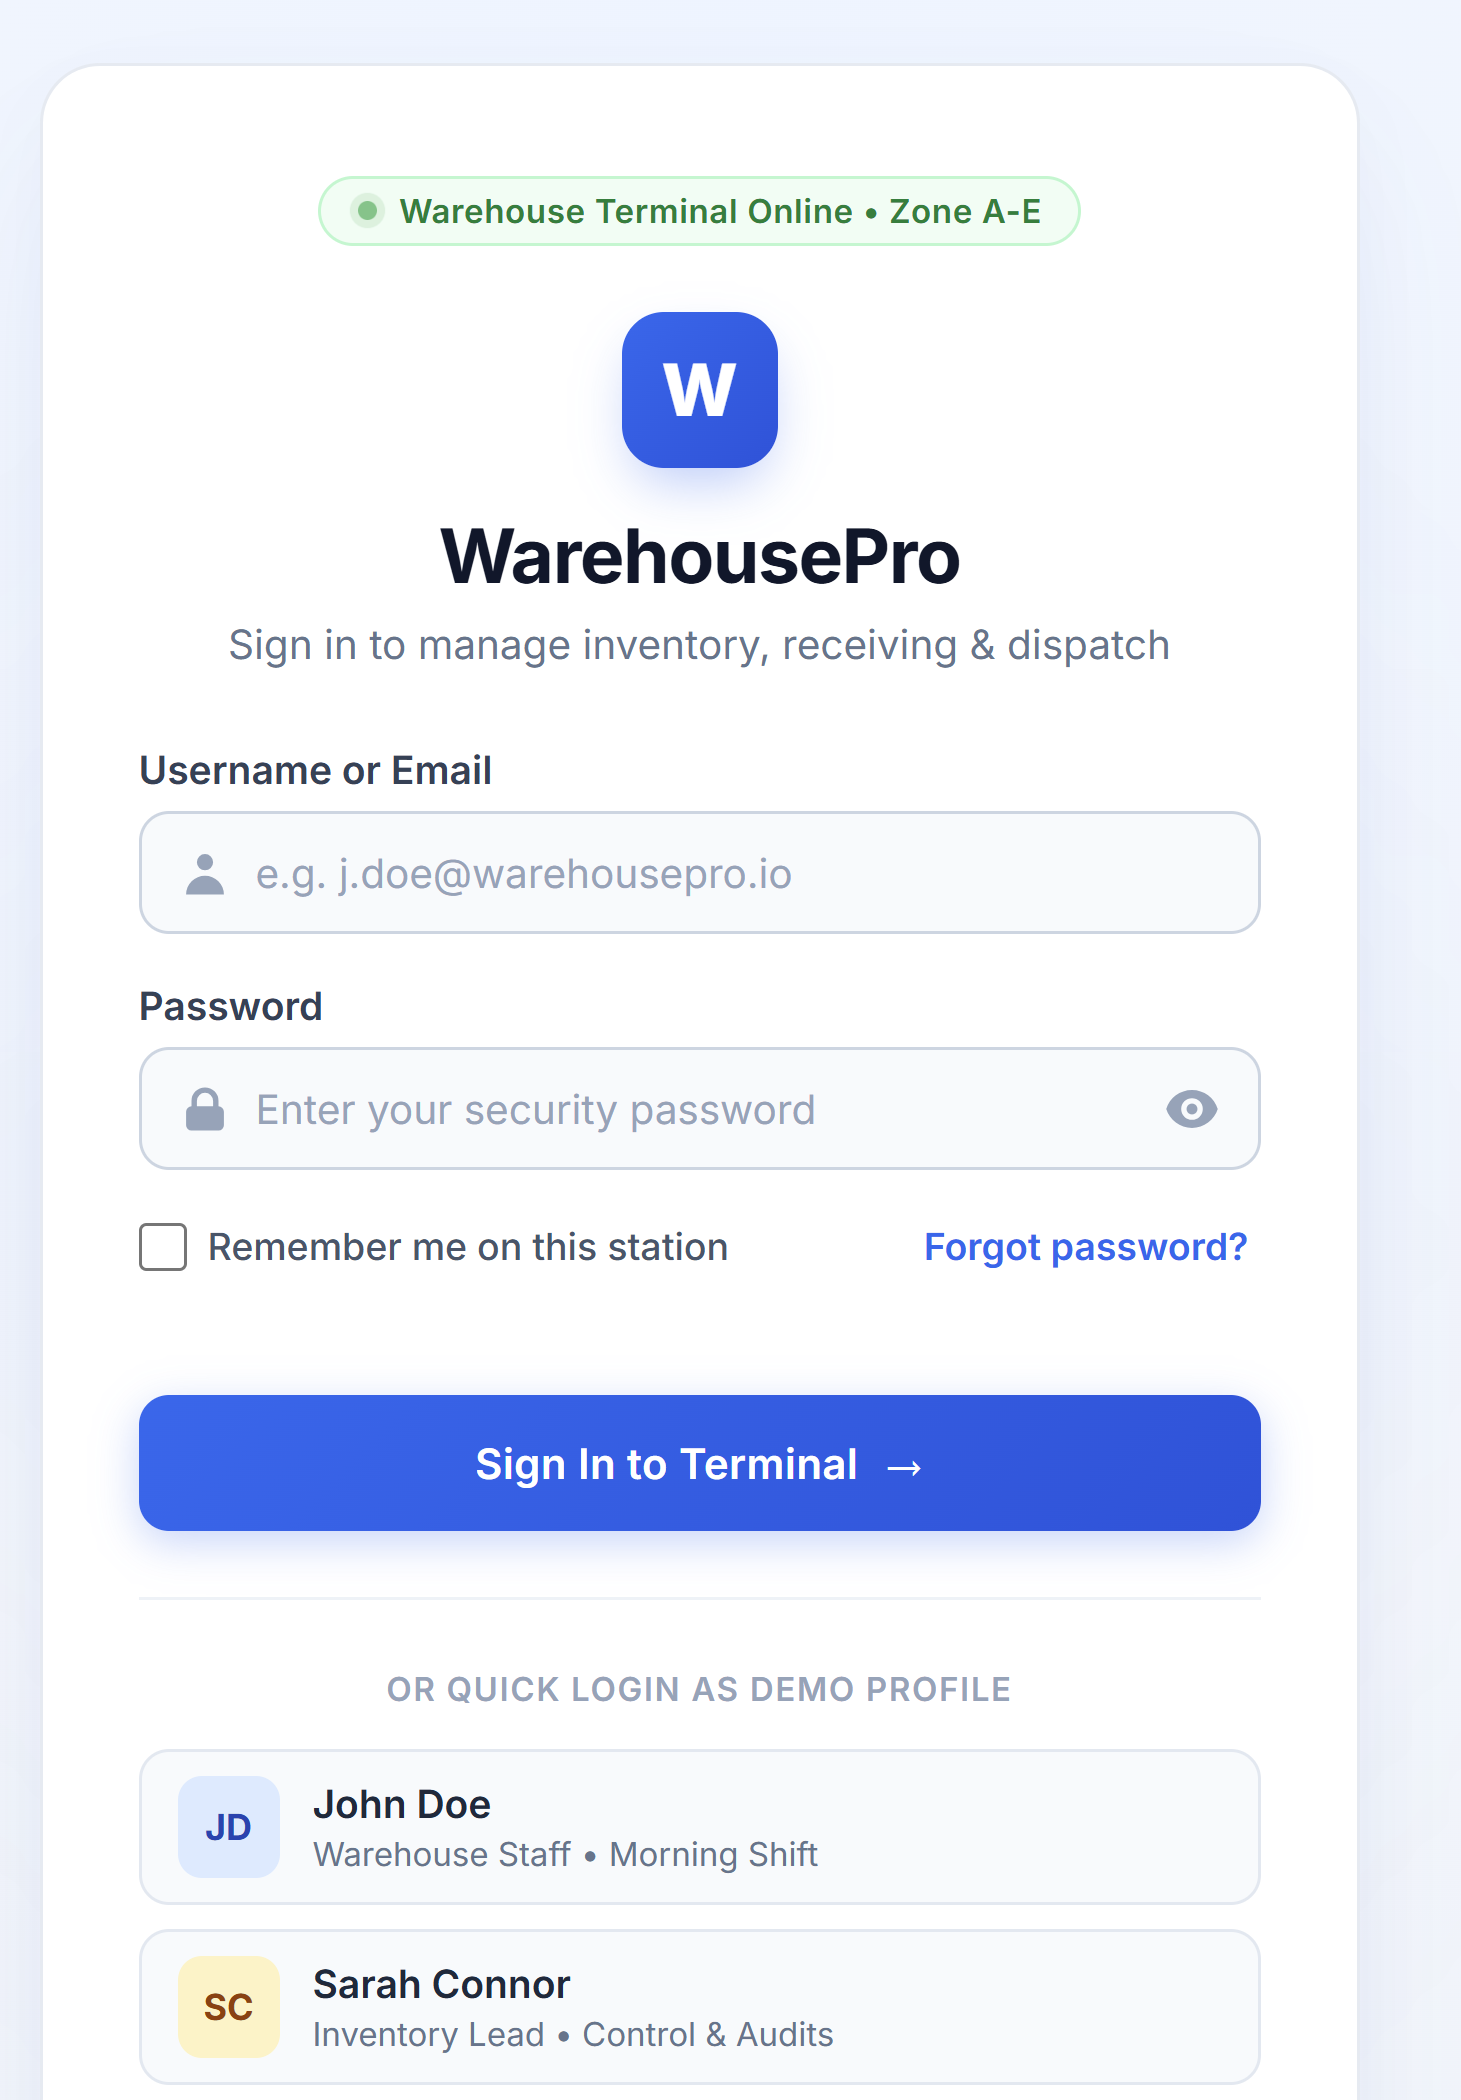 Warehouse Terminal Online • Zone A-E
W
WarehousePro
Sign in to manage inventory, receiving & dispatch
Username or Email
e.g. j.doe@warehousepro.io
Password
Enter your security password
Remember me on this station
Forgot password?
Sign In to Terminal →
OR QUICK LOGIN AS DEMO PROFILE
JD
John Doe
Warehouse Staff • Morning Shift
SC
Sarah Connor
Inventory Lead • Control & Audits